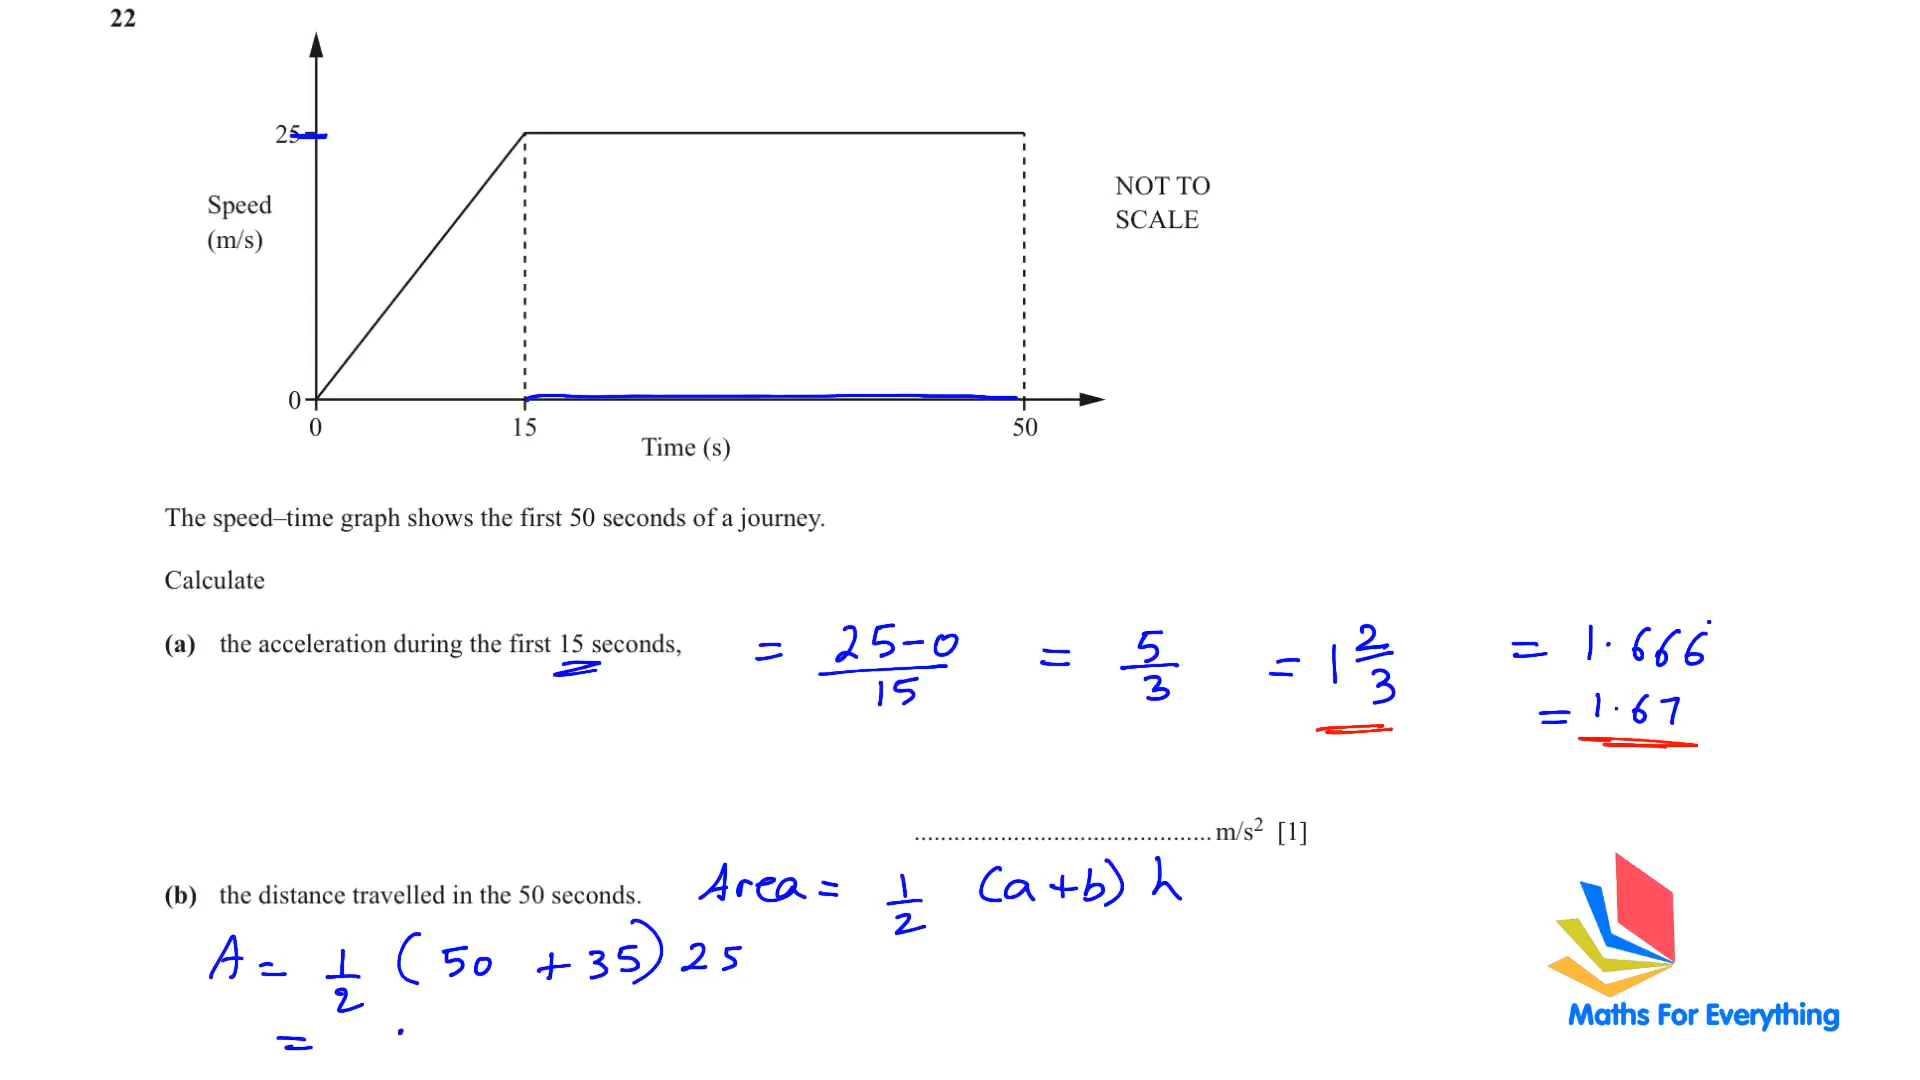 22
25
Speed
(m/s)
NOT TO
SCALE
0
0 15 50
Time (s)
The speed–time graph shows the first 50 seconds of a journey.
Calculate
(a) the acceleration during the first 15 seconds, = 25-0/15 = 5/3 = 1 2/3 = 1.666̇
= 1.67
.............................................m/s² [1]
(b) the distance travelled in the 50 seconds. Area = 1/2 (a+b) h
A = 1/2 (50 + 35) 25
=
Maths For Everything